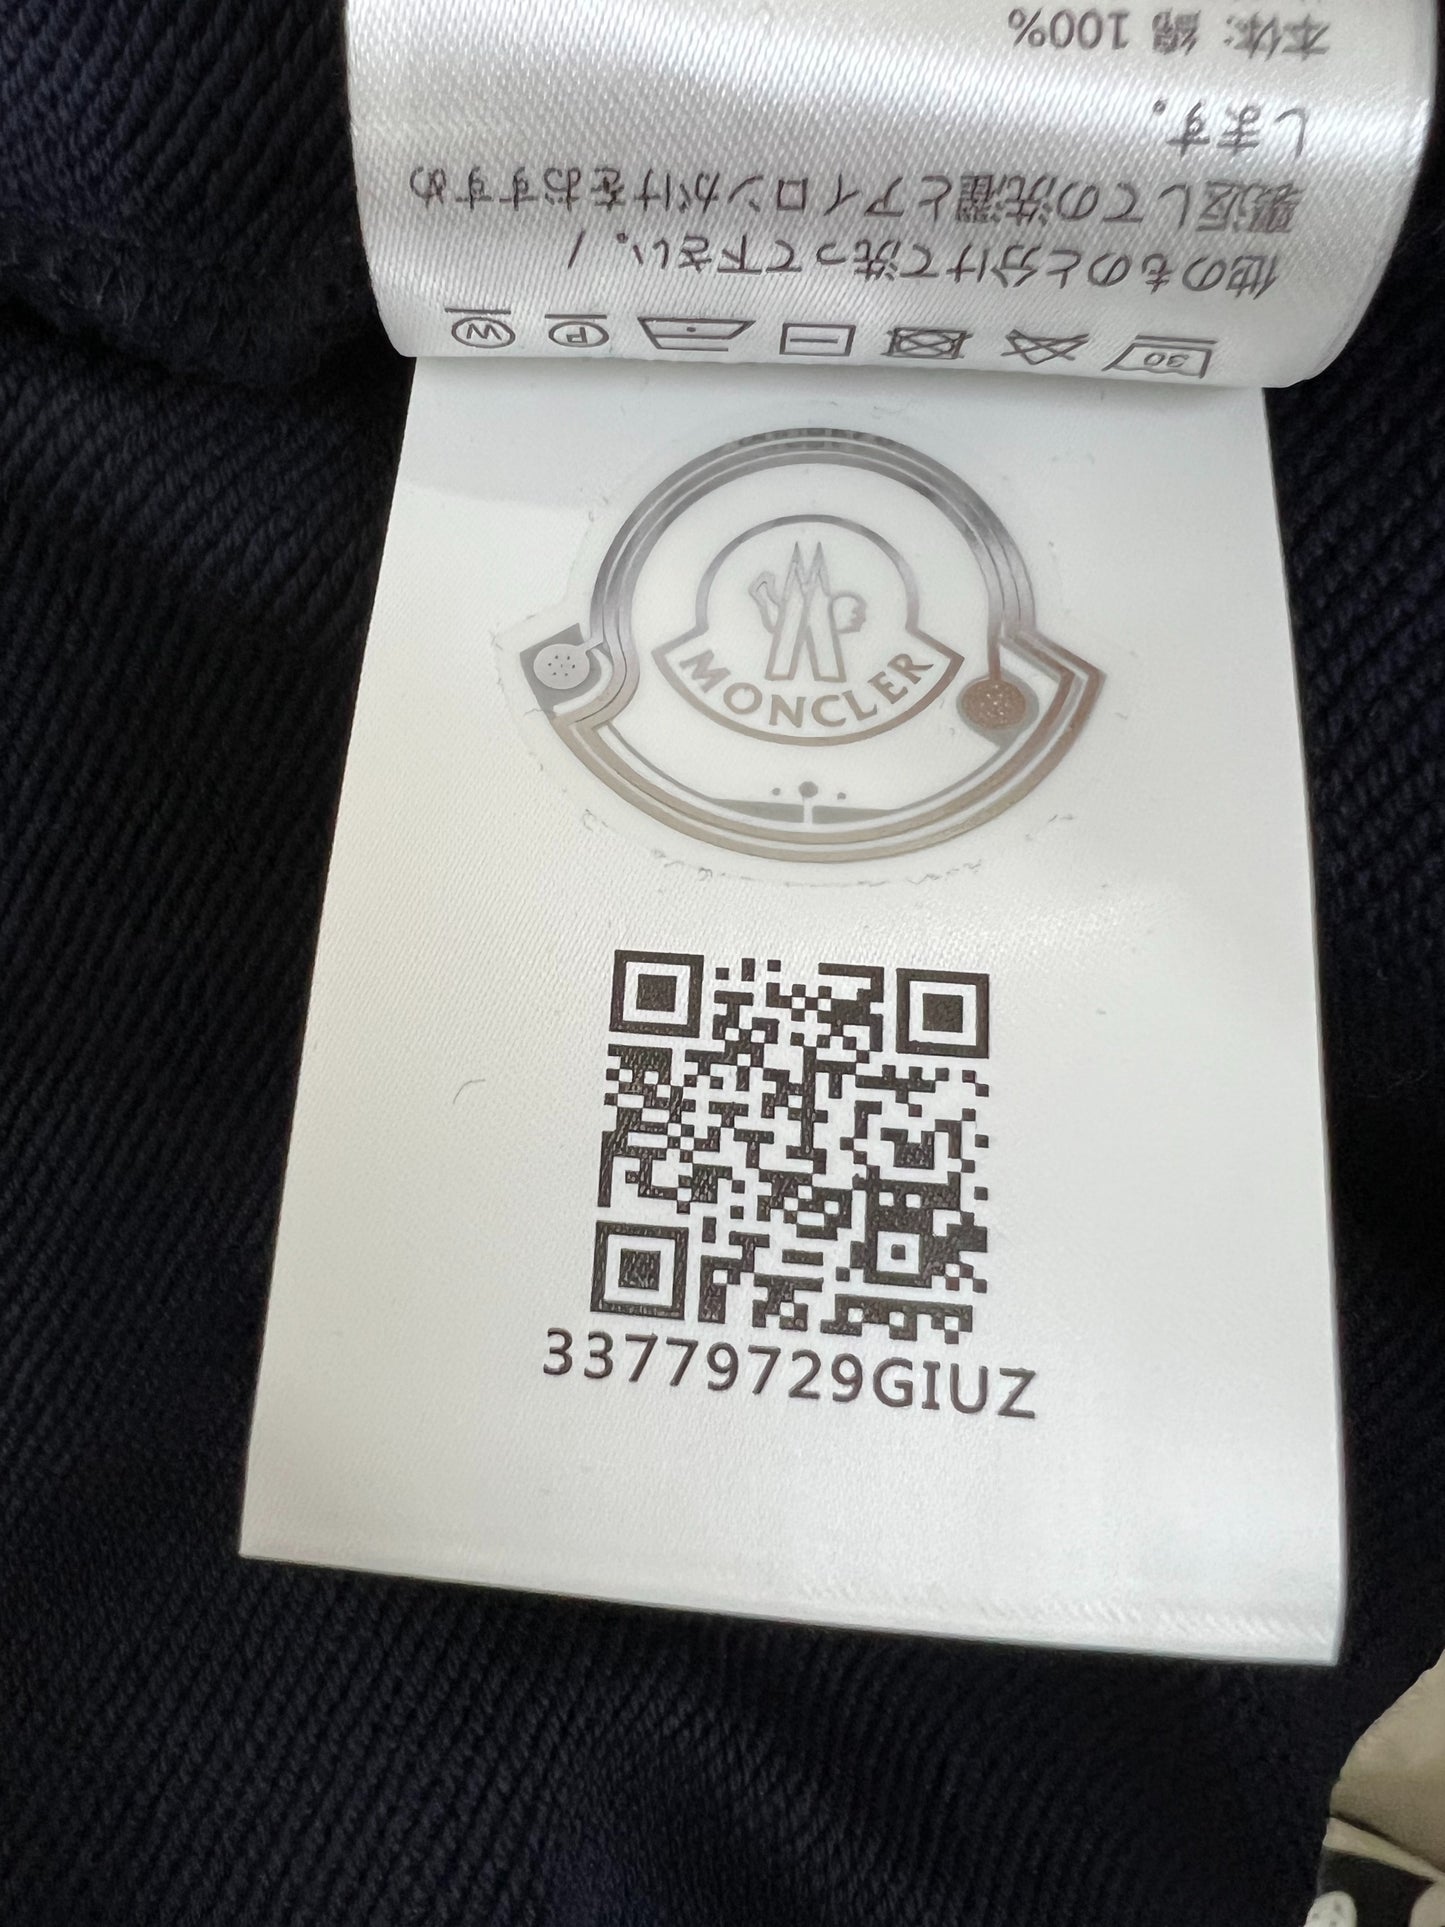 他のものと分けて洗って下さい。/
裏返しての洗濯とアイロンがけをおすすめ
します。
本体: 綿 100%
30
P
W
MONCLER
33779729GIUZ